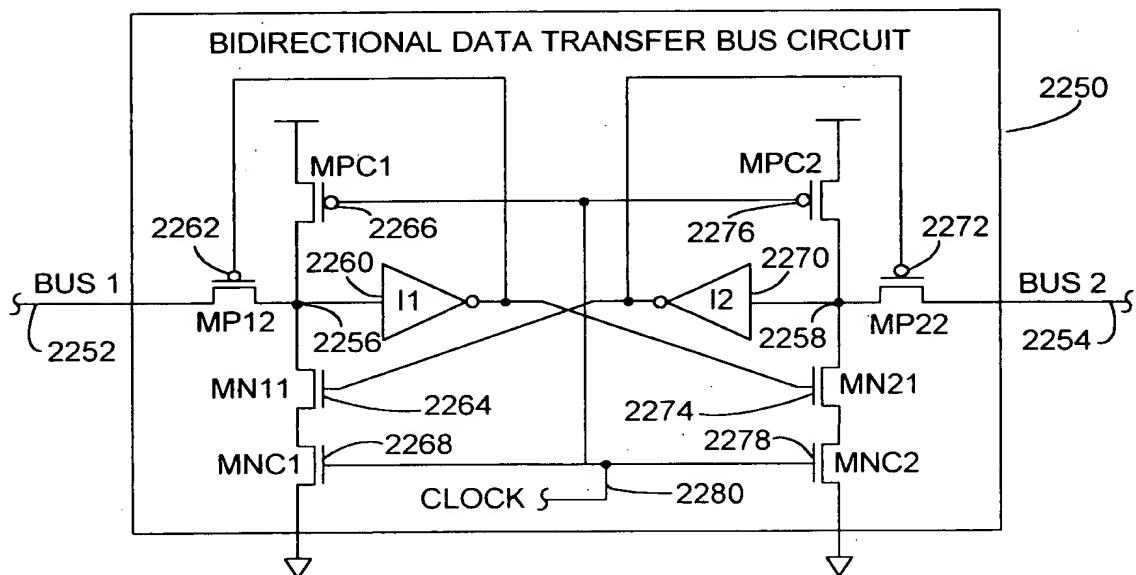 BIDIRECTIONAL DATA TRANSFER BUS CIRCUIT
2250
MPC1
MPC2
2262
2266
2276
2272
2260
2270
BUS 1
I1
I2
BUS 2
MP12
MP22
2252
2256
2258
2254
MN11
2264
2274
MN21
2268
2278
MNC1
MNC2
CLOCK
2280